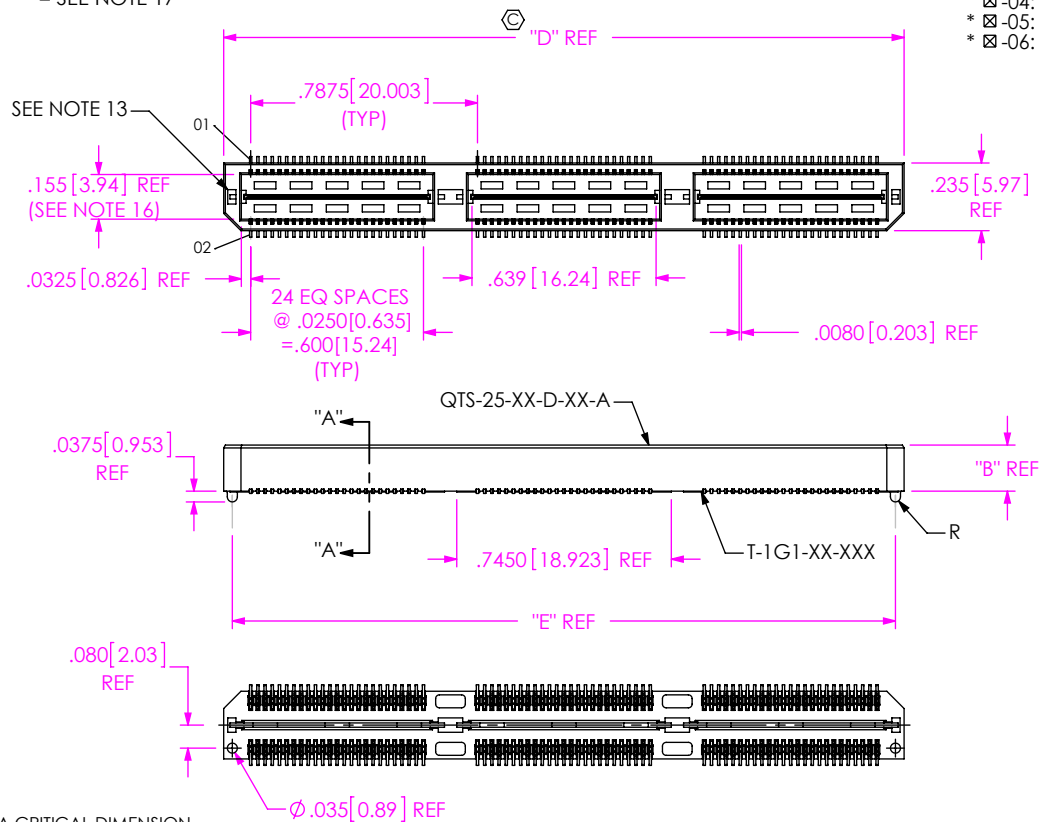 = SEE NOTE 17
-04:
* ☒ -05:
* ☒ -06:
C
"D" REF
.7875[20.003]
(TYP)
SEE NOTE 13
01
.155[3.94] REF
(SEE NOTE 16)
.235[5.97]
REF
02
.0325[0.826] REF
.639[16.24] REF
24 EQ SPACES
@ .0250[0.635]
=.600[15.24]
(TYP)
.0080[0.203] REF
QTS-25-XX-D-XX-A
"A"
.0375[0.953]
REF
"B" REF
"A"
R
.7450[18.923] REF
T-1G1-XX-XXX
"E" REF
.080[2.03]
REF
Ø.035[0.89] REF
A CRITICAL DIMENSION